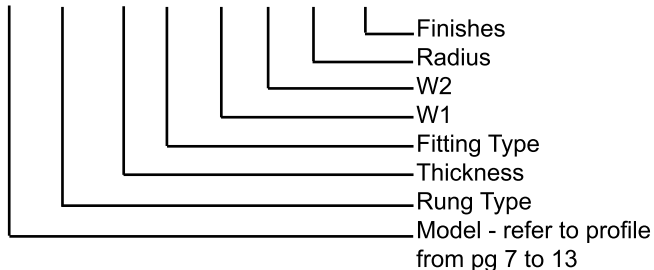 Finishes
Radius
W2
W1
Fitting Type
Thickness
Rung Type
Model - refer to profile
from pg 7 to 13